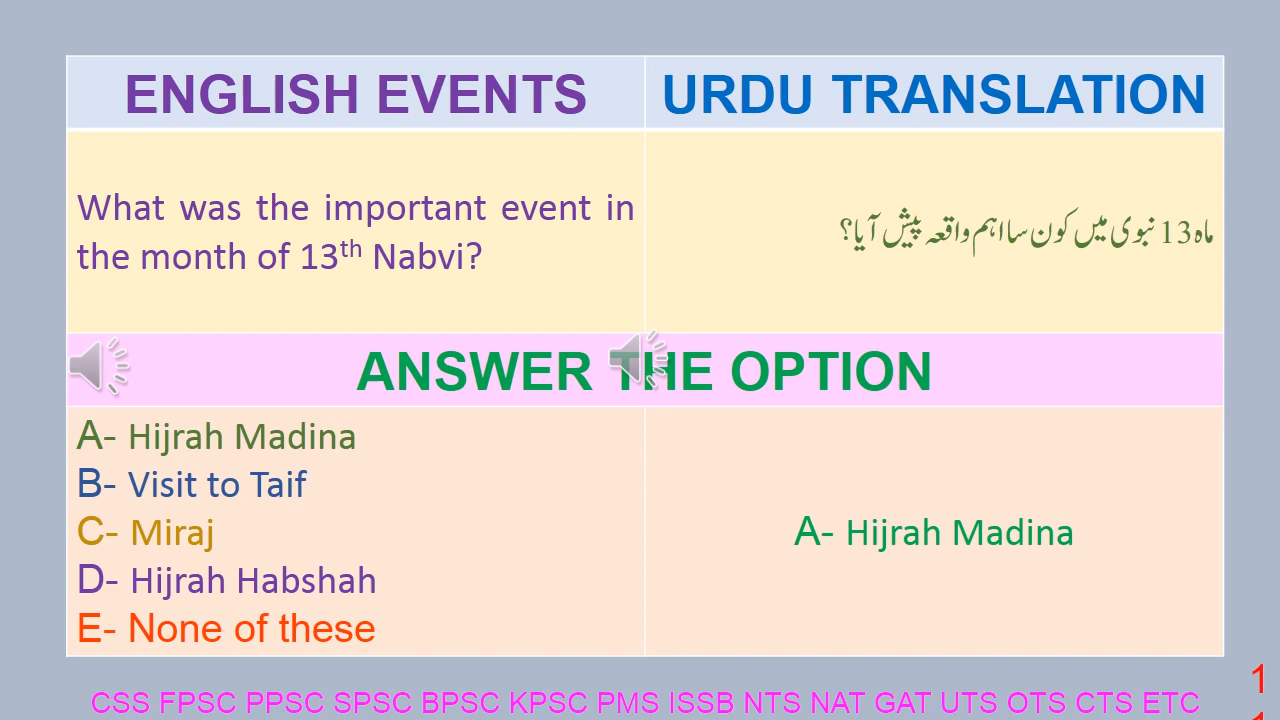 ENGLISH EVENTS
URDU TRANSLATION
What was the important event in
the month of 13th Nabvi?
ماہ 13 نبوی میں کون سا اہم واقعہ پیش آیا؟
ANSWER THE OPTION
A- Hijrah Madina
B- Visit to Taif
C- Miraj
D- Hijrah Habshah
E- None of these
A- Hijrah Madina
CSS FPSC PPSC SPSC BPSC KPSC PMS ISSB NTS NAT GAT UTS OTS CTS ETC
1